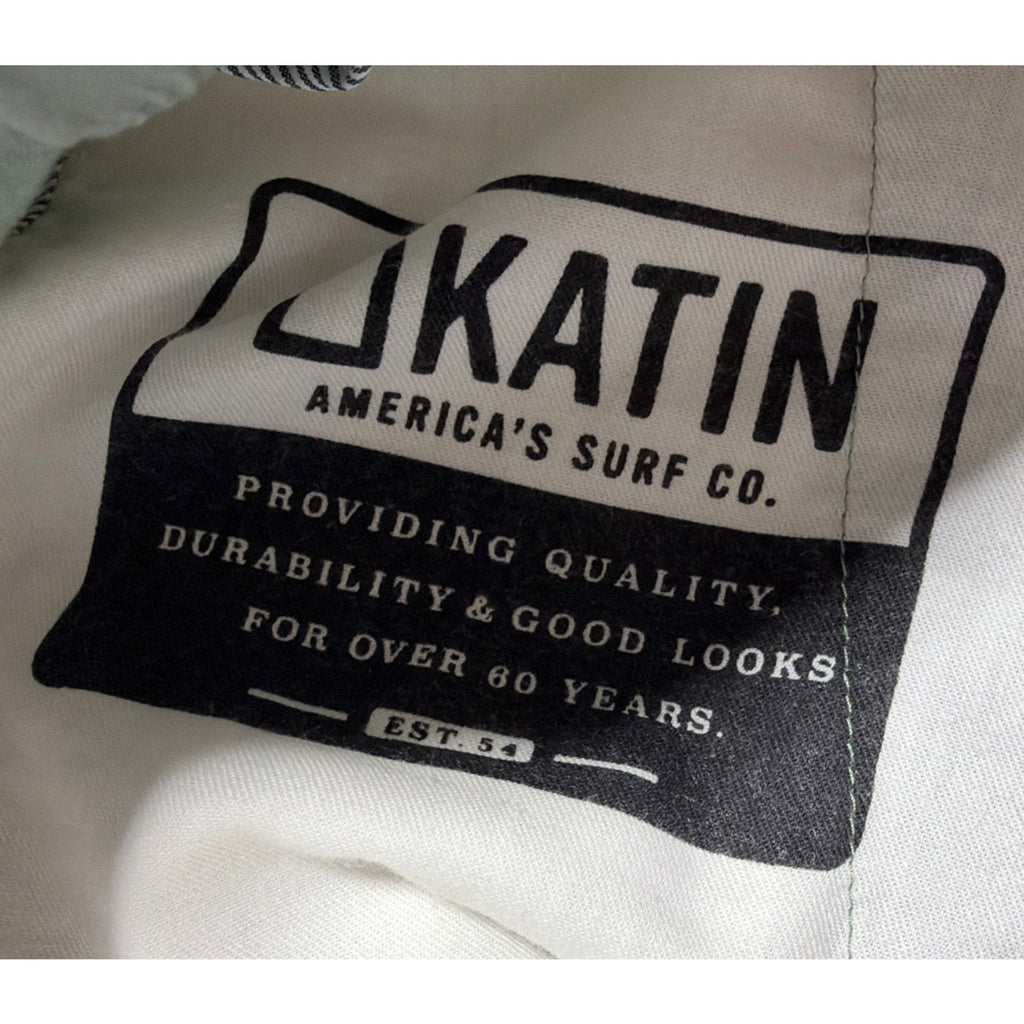 KATIN
AMERICA'S SURF CO.
PROVIDING QUALITY,
DURABILITY & GOOD LOOKS
FOR OVER 60 YEARS.
EST. 54